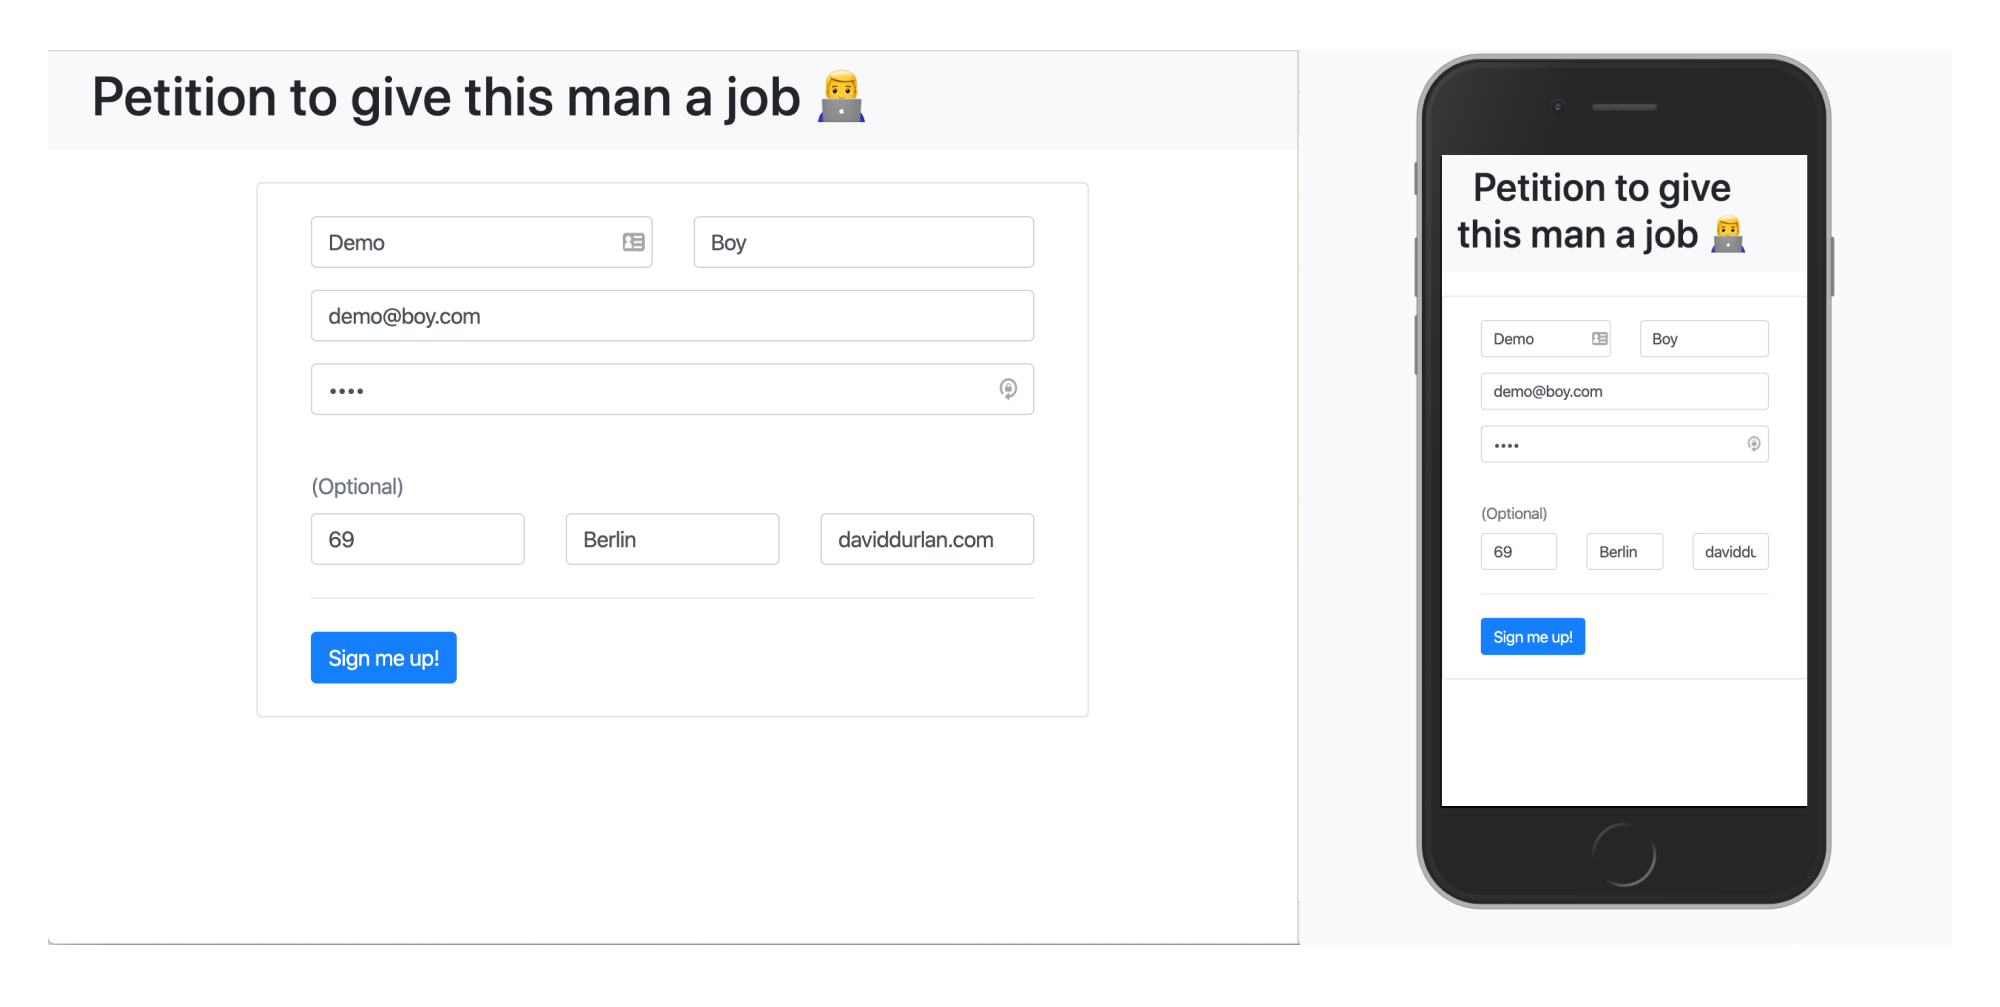 Petition to give this man a job 👨‍💻
Demo
Boy
demo@boy.com
••••
(Optional)
69
Berlin
daviddurlan.com
Sign me up!
Petition to give
this man a job 👨‍💻
Demo
Boy
demo@boy.com
••••
(Optional)
69
Berlin
daviddu
Sign me up!